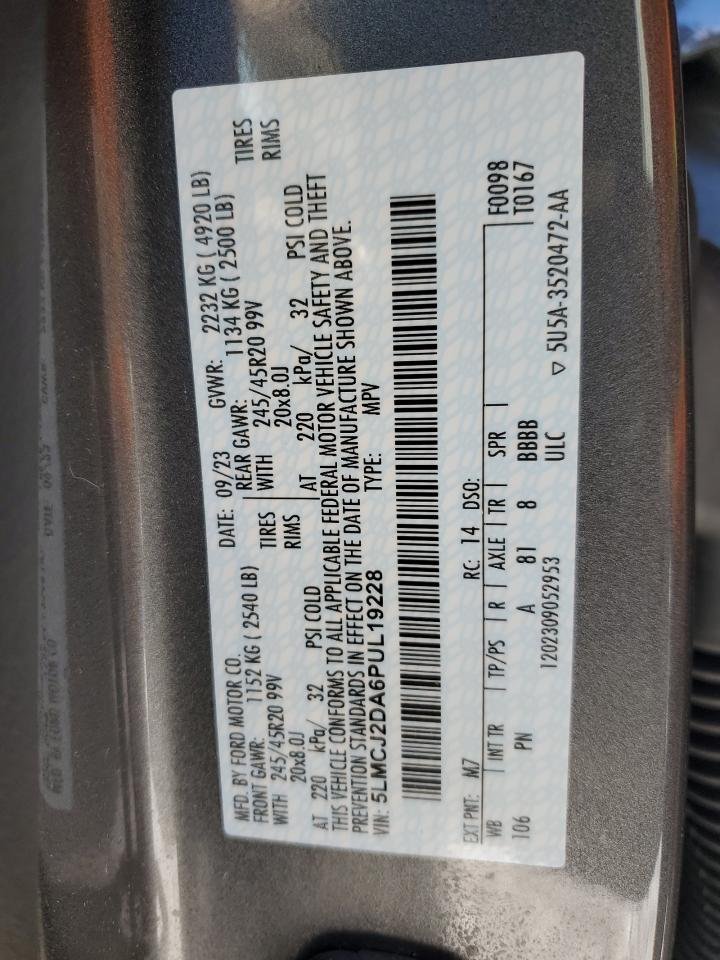 MFD. BY FORD MOTOR CO.
DATE: 09/23 GVWR: 2232 KG ( 4920 LB)
FRONT GAWR: 1152 KG ( 2540 LB)
REAR GAWR: 1134 KG ( 2500 LB)
WITH 245/45R20 99V TIRES
WITH 245/45R20 99V TIRES
20x8.0J RIMS
20x8.0J RIMS
AT 220 kPa/ 32 PSI COLD
AT 220 kPa/ 32 PSI COLD
THIS VEHICLE CONFORMS TO ALL APPLICABLE FEDERAL MOTOR VEHICLE SAFETY AND THEFT
PREVENTION STANDARDS IN EFFECT ON THE DATE OF MANUFACTURE SHOWN ABOVE.
VIN: 5LMCJ2DA6PUL19228 TYPE: MPV
EXT PNT: M7 RC: 14 DSO: F0098
WB INT TR TP/PS R AXLE TR SPR T0167
106 PN A 81 8 BBBB
ULC
1202309052953
▽ 5U5A-3520472-AA